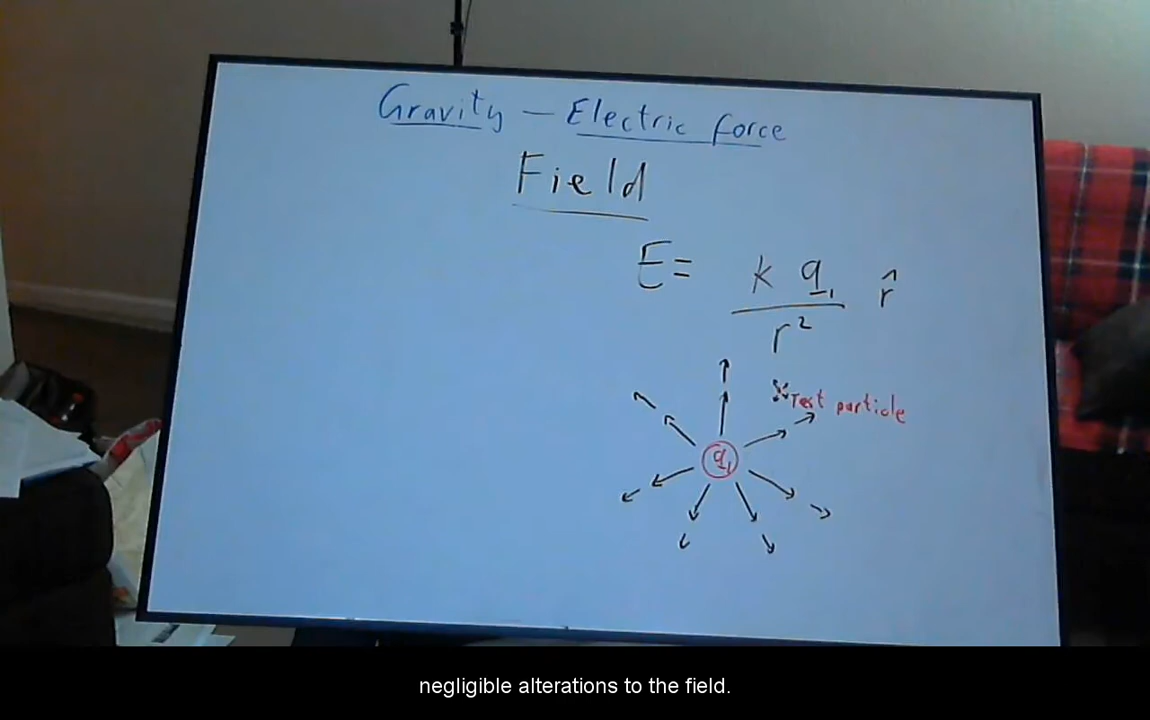 Gravity – Electric force
Field
E = k q₁ / r² r̂
Test particle
q₁
negligible alterations to the field.